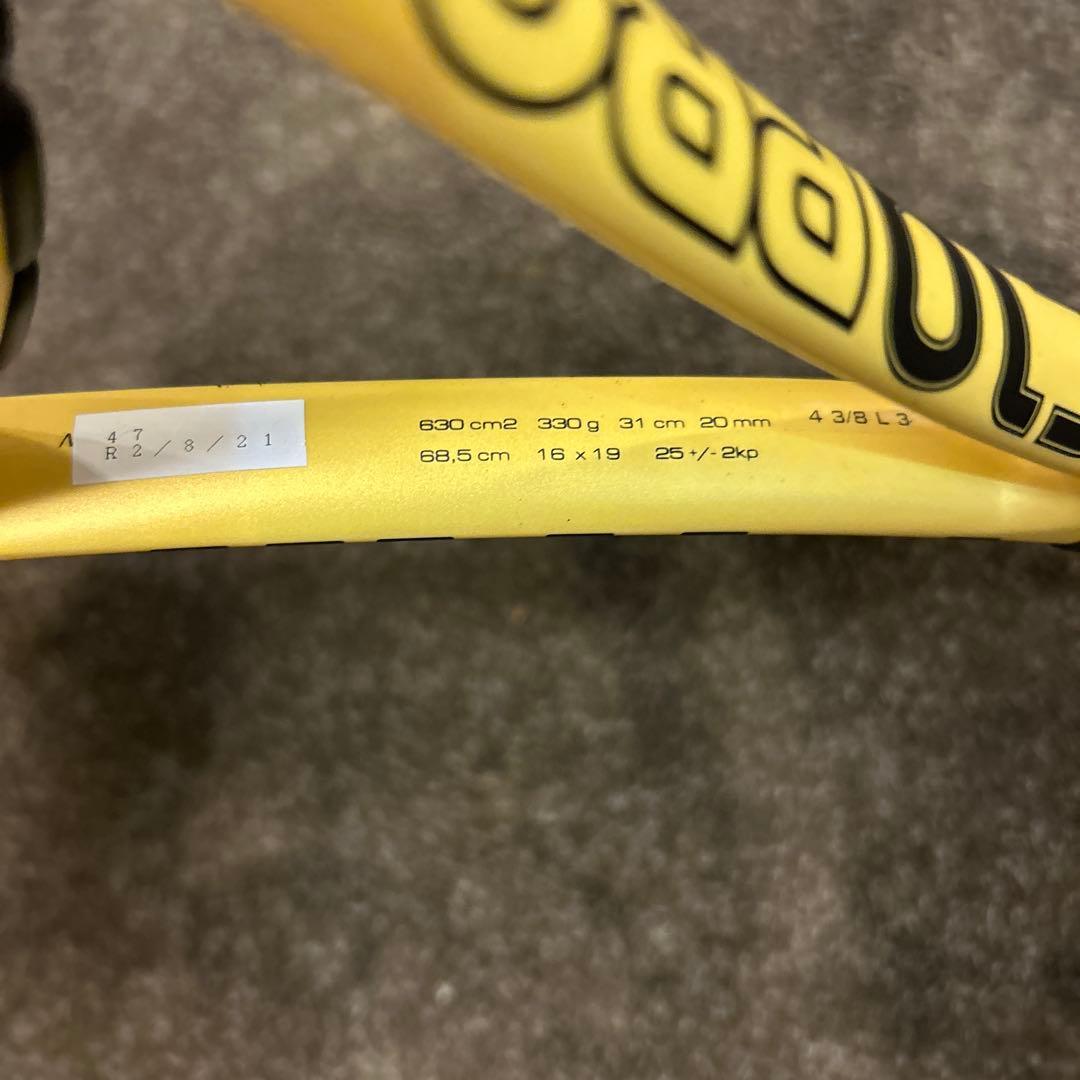 630 cm2 330 g 31 cm 20 mm 4 3/8 L 3
68,5 cm 16 x 19 25 +/- 2kp
4 7
R 2 / 8 / 2 1